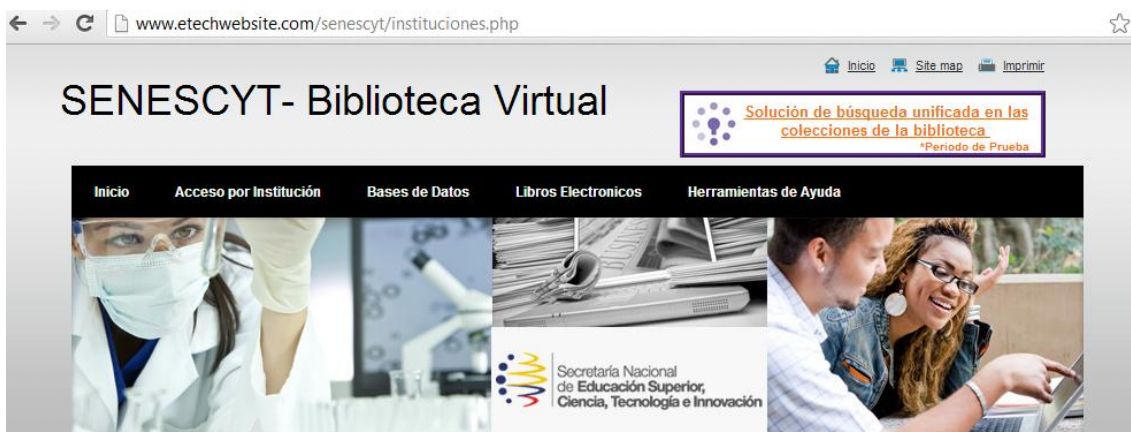 www.etechwebsite.com/senescyt/instituciones.php
Inicio Site map Imprimir
SENESCYT- Biblioteca Virtual
Solución de búsqueda unificada en las
colecciones de la biblioteca
*Periodo de Prueba
Inicio Acceso por Institución Bases de Datos Libros Electronicos Herramientas de Ayuda
Secretaría Nacional
de Educación Superior,
Ciencia, Tecnología e Innovación